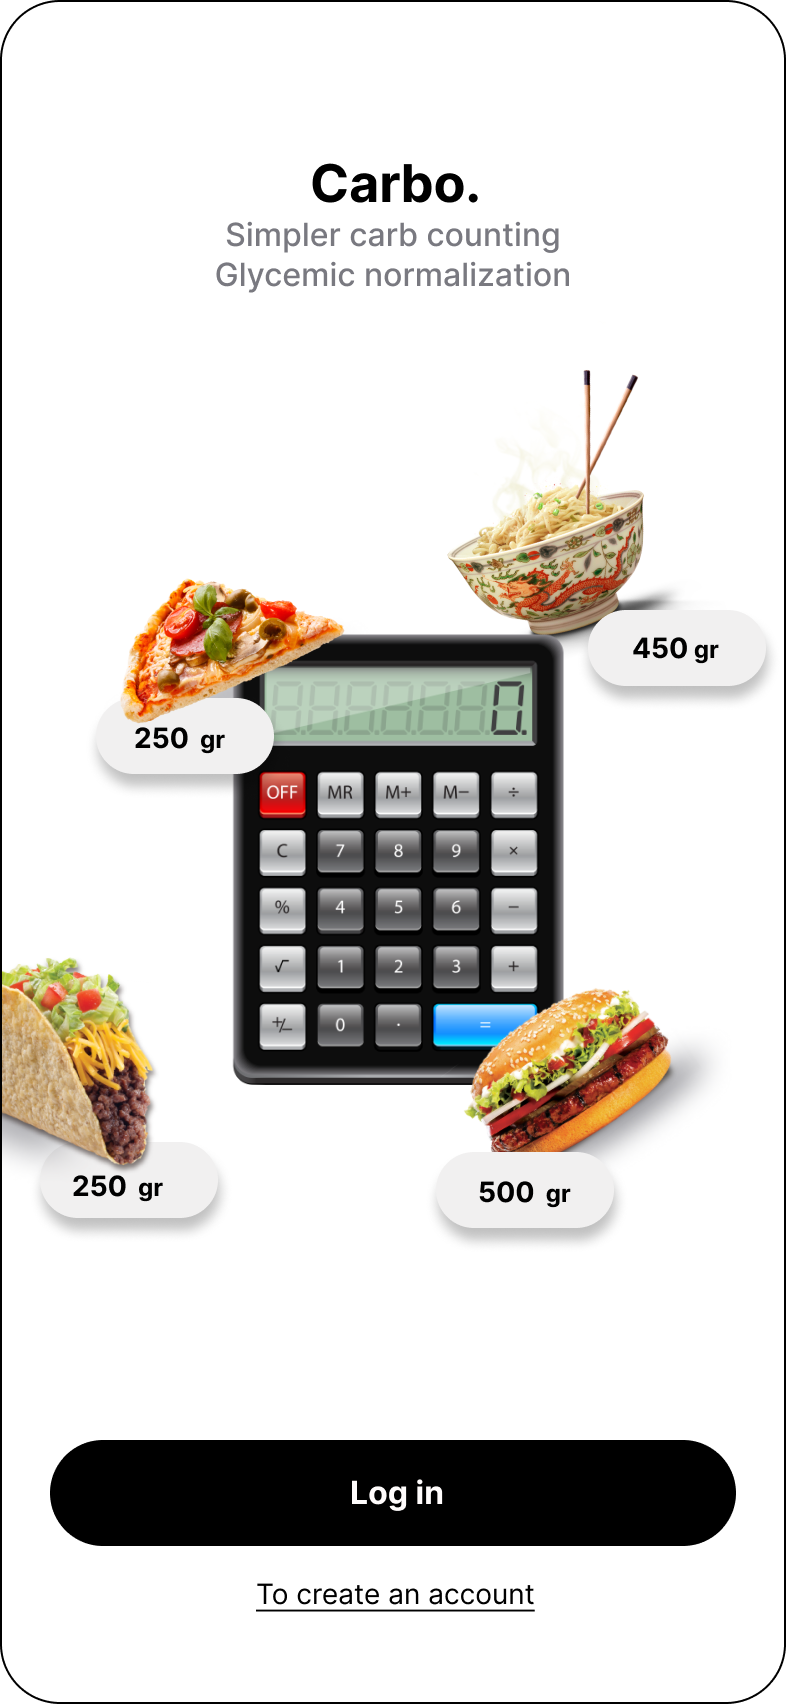 Carbo.
Simpler carb counting
Glycemic normalization
450 gr
0.
250 gr
OFF MR M+ M− ÷
C 7 8 9 ×
% 4 5 6 −
√ 1 2 3 +
+/− 0 · =
250 gr
500 gr
Log in
To create an account